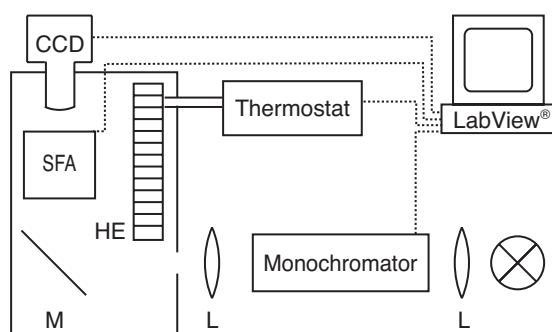 CCD
Thermostat
LabView®
SFA
HE
Monochromator
M
L
L